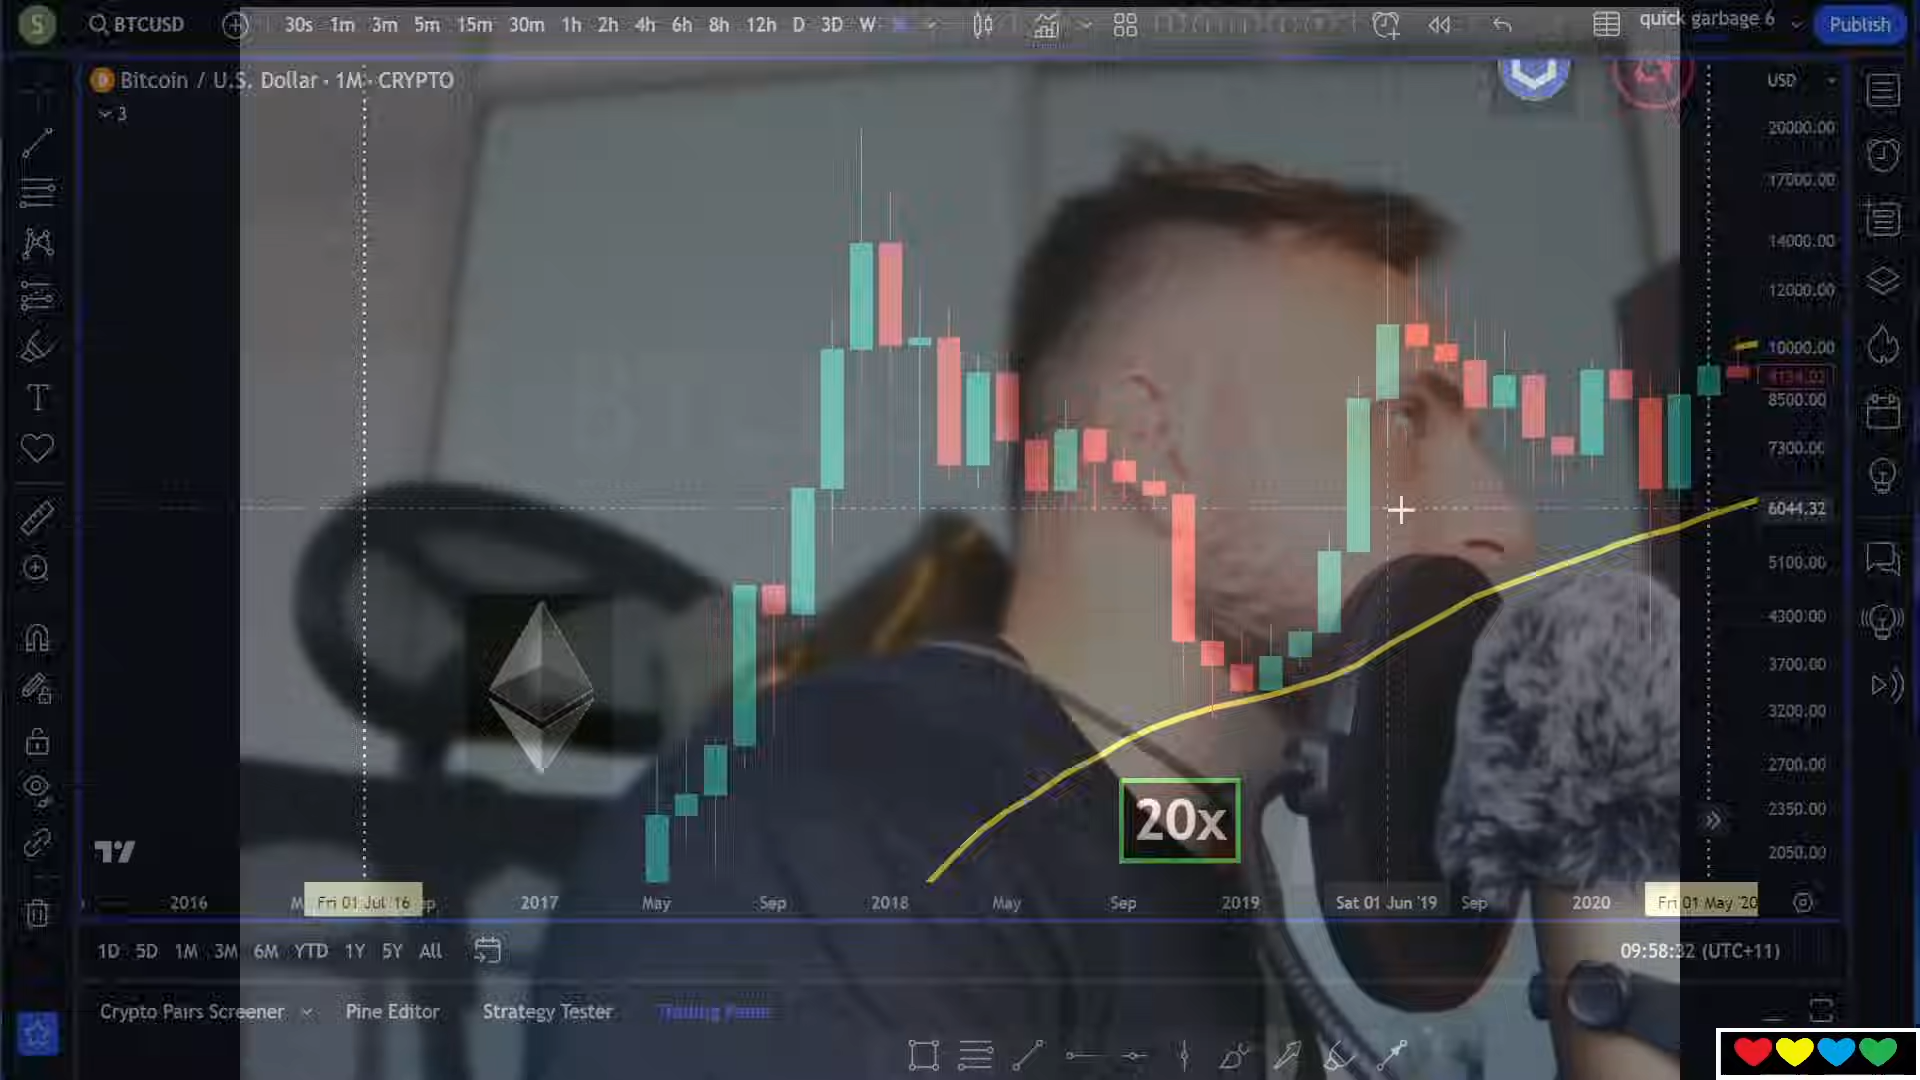 S BTCUSD 30s 1m 3m 5m 15m 30m 1h 2h 4h 6h 8h 12h D 3D W quick garbage 6 Publish
Bitcoin / U.S. Dollar · 1M · CRYPTO USD
3
20000.00
17000.00
14000.00
12000.00
10000.00
8500.00
7300.00
6044.32
5100.00
4300.00
3700.00
3200.00
2700.00
2350.00
2050.00
20x
2016 Fri 01 Jul '16 2017 May Sep 2018 May Sep 2019 Sat 01 Jun '19 Sep 2020 Fri 01 May '20
1D 5D 1M 3M 6M YTD 1Y 5Y All 09:58:32 (UTC+11)
Crypto Pairs Screener Pine Editor Strategy Tester Trading Panel